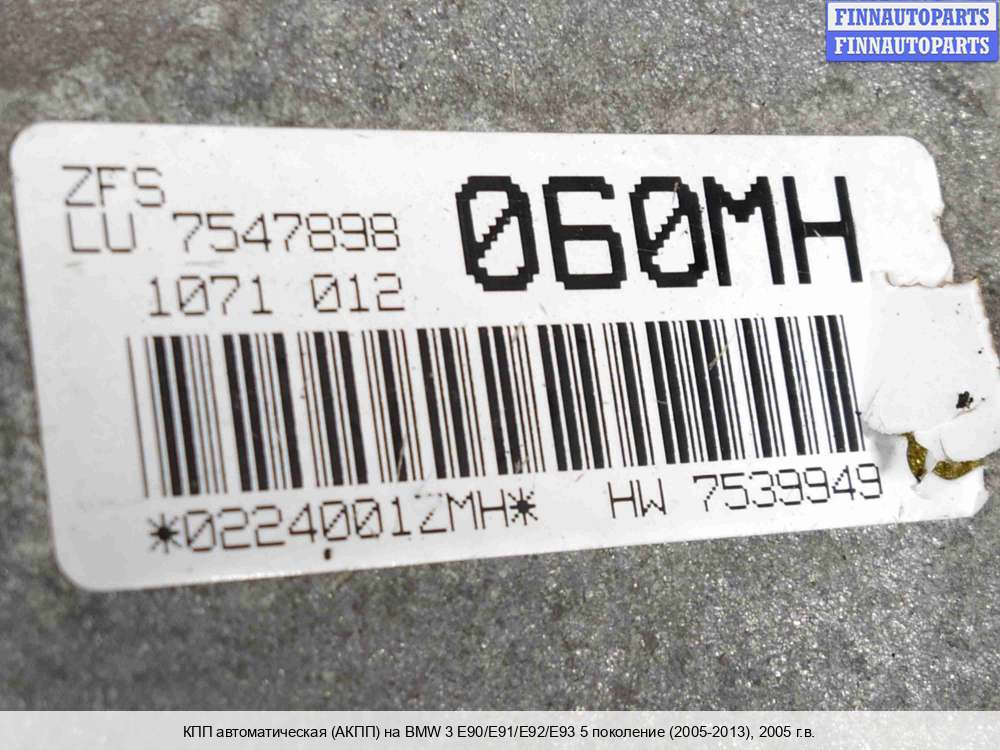 FINNAUTOPARTS
FINNAUTOPARTS
ZFS
LU 7547898
060MH
1071 012
*0224001ZMH*
HW 7539949
КПП автоматическая (АКПП) на BMW 3 E90/E91/E92/E93 5 поколение (2005-2013), 2005 г.в.